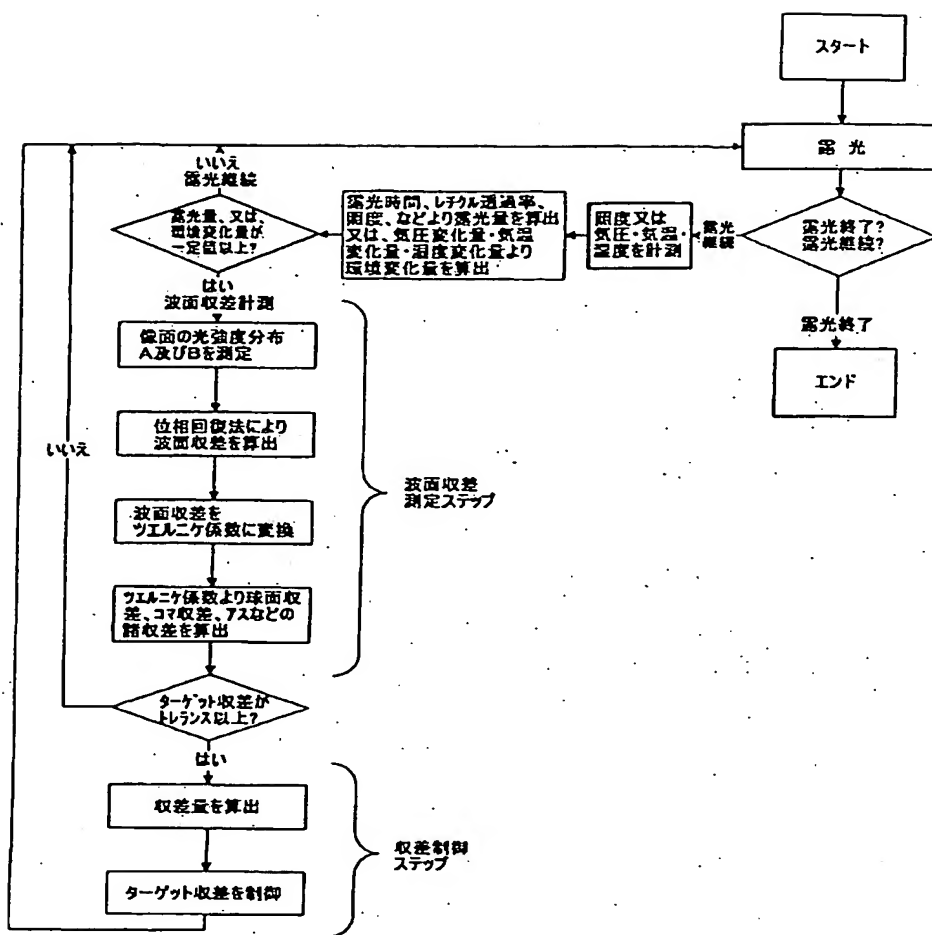 スタート
露光
露光終了?
露光継続?
露光終了
エンド
露光
継続
照度又は
気圧・気温・
湿度を計測
露光時間、レチクル透過率、
照度、などより露光量を算出
又は、気圧変化量・気温
変化量・湿度変化量より
環境変化量を算出
いいえ
露光継続
露光量、又は、
環境変化量が
一定値以上?
はい
波面収差計測
像面の光強度分布
A及びBを測定
位相回復法により
波面収差を算出
波面収差を
ツエルニケ係数に変換
ツエルニケ係数より球面収
差、コマ収差、アスなどの
諸収差を算出
波面収差
測定ステップ
いいえ
ターゲット収差が
トレランス以上?
はい
収差量を算出
ターゲット収差を制御
収差制御
ステップ